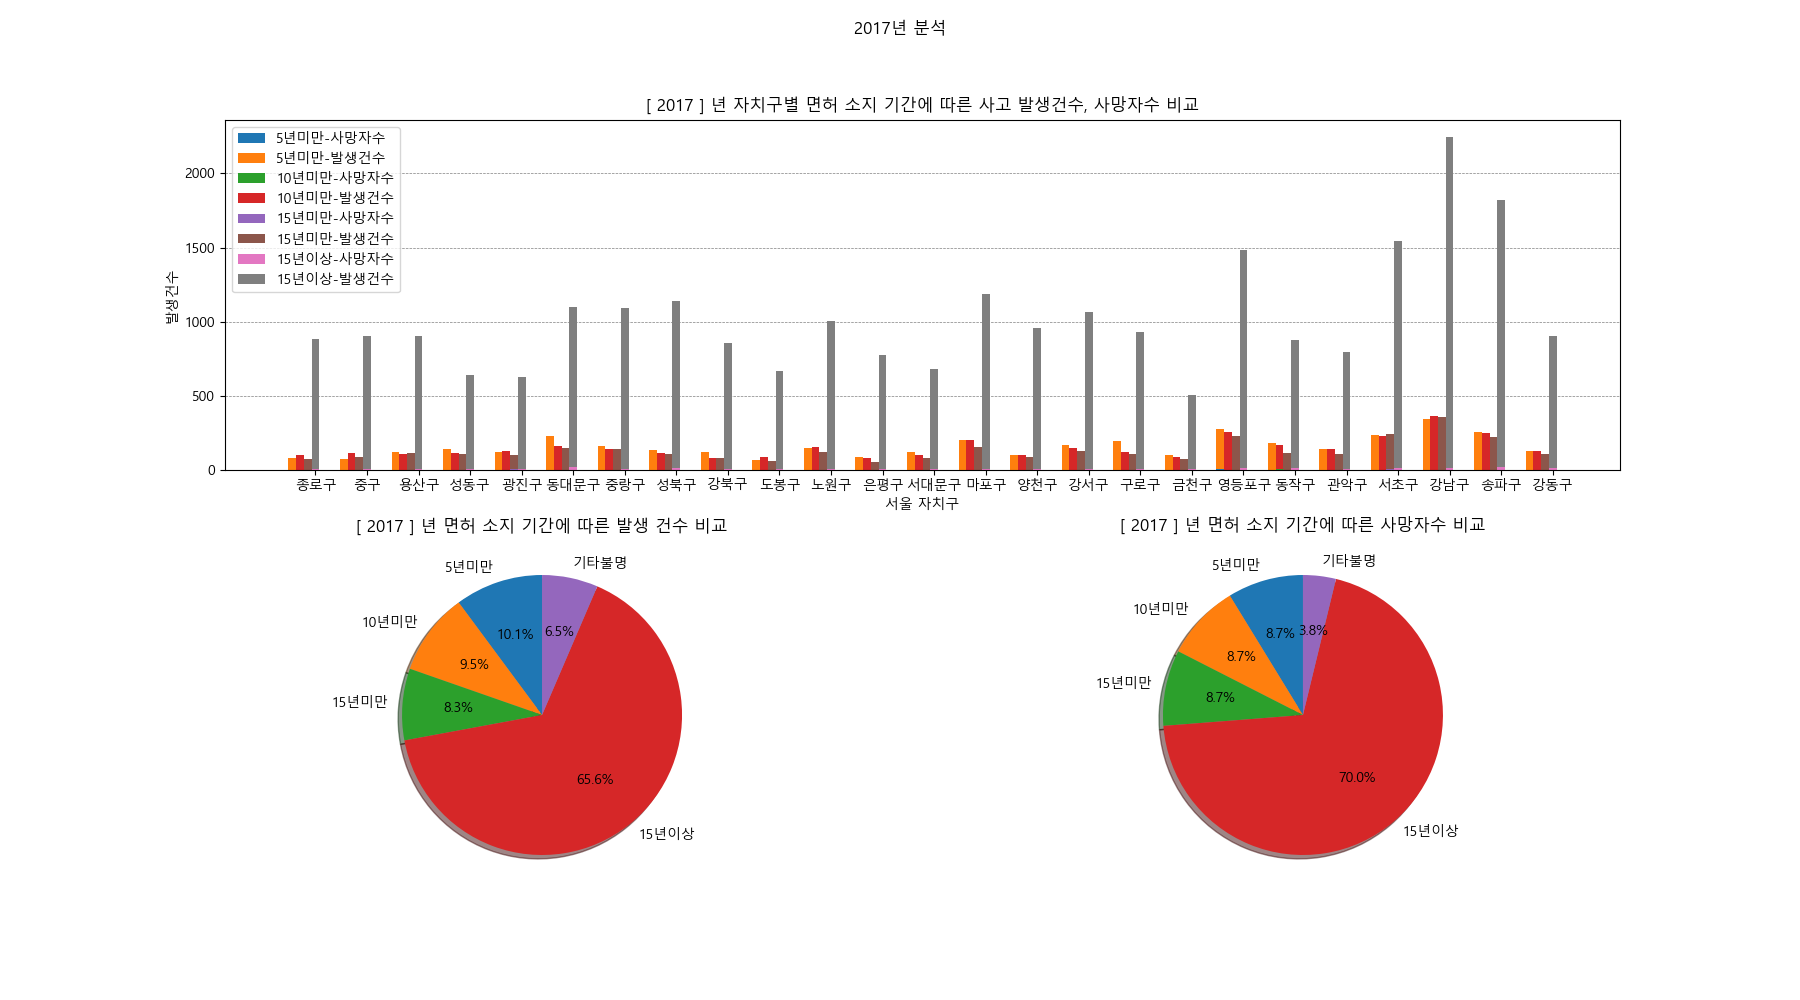 2017년 분석
[ 2017 ] 년 자치구별 면허 소지 기간에 따른 사고 발생건수, 사망자수 비교
5년미만-사망자수
5년미만-발생건수
10년미만-사망자수
10년미만-발생건수
15년미만-사망자수
15년미만-발생건수
15년이상-사망자수
15년이상-발생건수
발생건수
2000
1500
1000
500
0
종로구 중구 용산구 성동구 광진구 동대문구 중랑구 성북구 강북구 도봉구 노원구 은평구 서대문구 마포구 양천구 강서구 구로구 금천구 영등포구 동작구 관악구 서초구 강남구 송파구 강동구
서울 자치구
[ 2017 ] 년 면허 소지 기간에 따른 발생 건수 비교
5년미만
기타불명
10년미만
15년미만
15년이상
10.1%
6.5%
9.5%
8.3%
65.6%
[ 2017 ] 년 면허 소지 기간에 따른 사망자수 비교
5년미만
기타불명
10년미만
15년미만
15년이상
8.7%
3.8%
8.7%
8.7%
70.0%